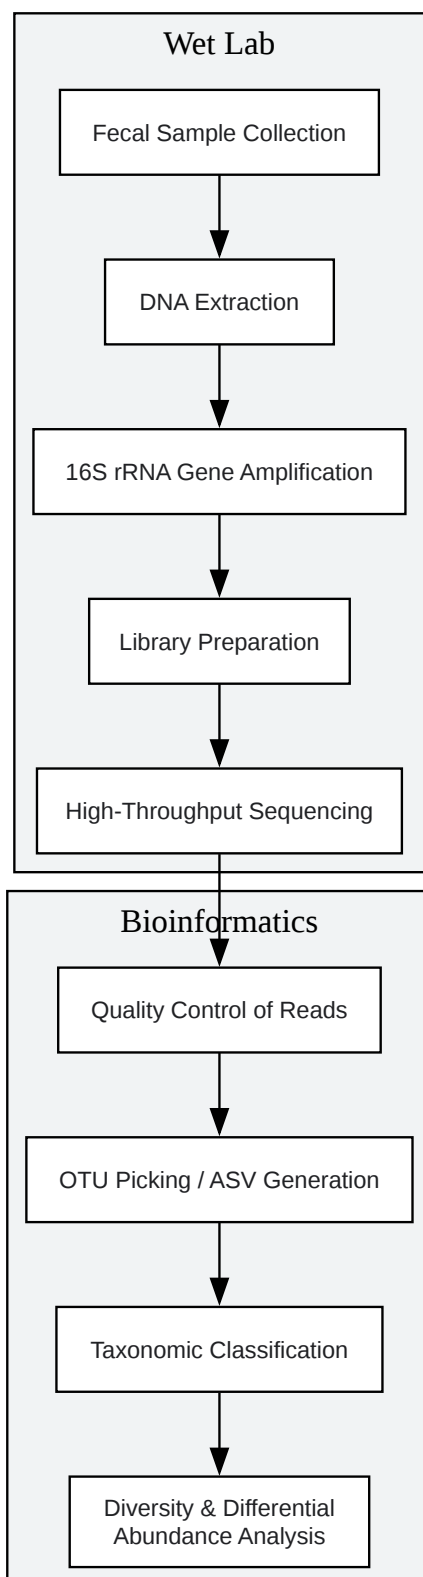 Wet Lab
Fecal Sample Collection
DNA Extraction
16S rRNA Gene Amplification
Library Preparation
High-Throughput Sequencing
Bioinformatics
Quality Control of Reads
OTU Picking / ASV Generation
Taxonomic Classification
Diversity & Differential
Abundance Analysis